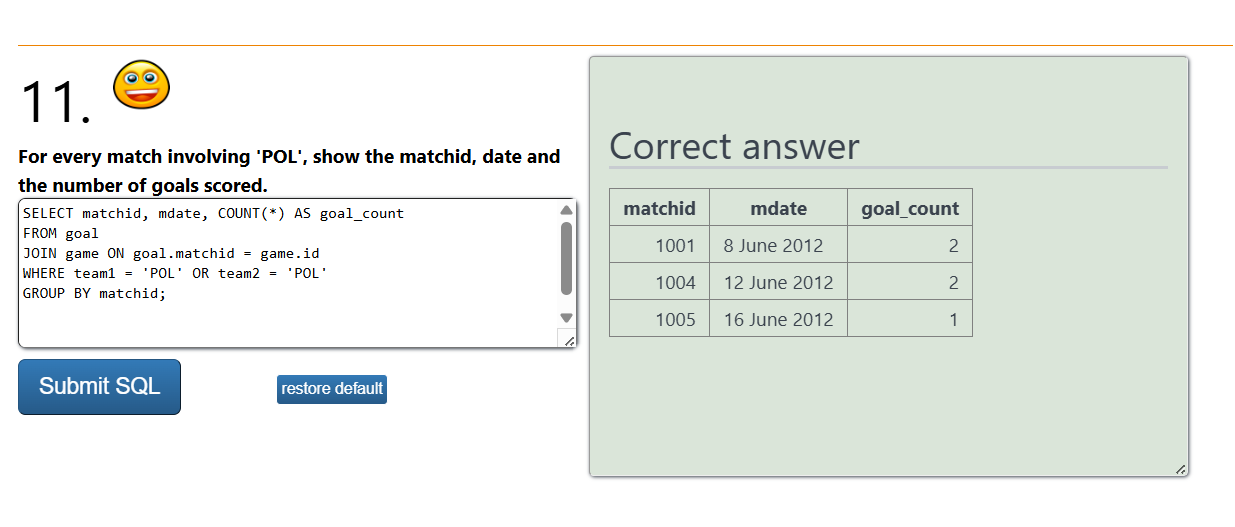 11.
For every match involving 'POL', show the matchid, date and
the number of goals scored.
SELECT matchid, mdate, COUNT(*) AS goal_count
FROM goal
JOIN game ON goal.matchid = game.id
WHERE team1 = 'POL' OR team2 = 'POL'
GROUP BY matchid;
Submit SQL
restore default
Correct answer
matchid mdate goal_count
1001 8 June 2012 2
1004 12 June 2012 2
1005 16 June 2012 1